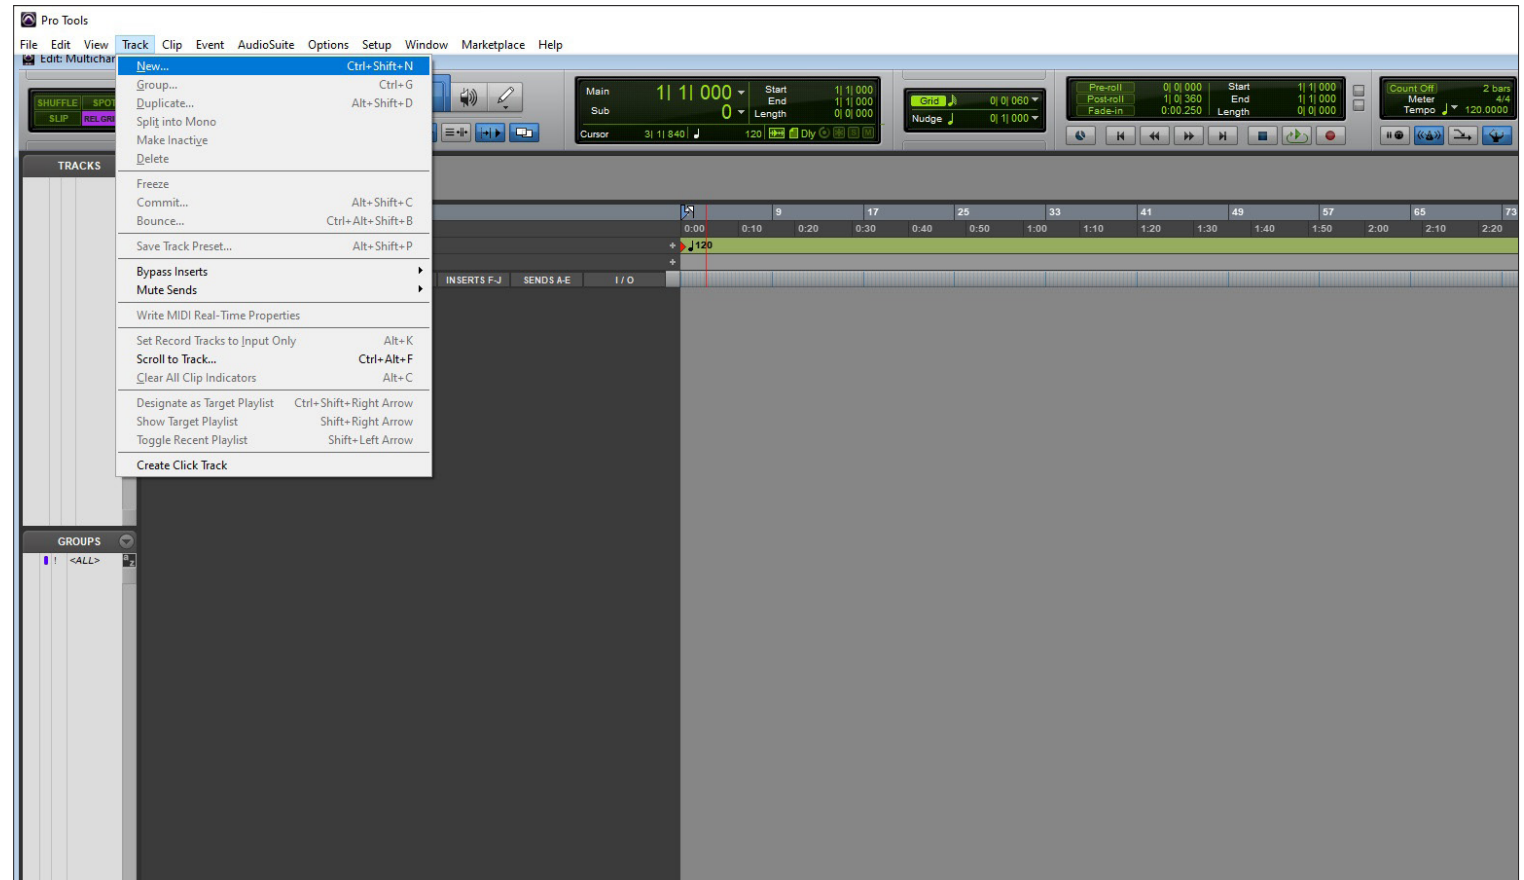 Pro Tools
File Edit View Track Clip Event AudioSuite Options Setup Window Marketplace Help
Edit: Multichan
New... Ctrl+Shift+N
Group... Ctrl+G
Duplicate... Alt+Shift+D
Split into Mono
Make Inactive
Delete
Freeze
Commit... Alt+Shift+C
Bounce... Ctrl+Alt+Shift+B
Save Track Preset... Alt+Shift+P
Bypass Inserts
Mute Sends
Write MIDI Real-Time Properties
Set Record Tracks to Input Only Alt+K
Scroll to Track... Ctrl+Alt+F
Clear All Clip Indicators Alt+C
Designate as Target Playlist Ctrl+Shift+Right Arrow
Show Target Playlist Shift+Right Arrow
Toggle Recent Playlist Shift+Left Arrow
Create Click Track
SHUFFLE SPOT
SLIP REL GRI
Main 1| 1| 000
Sub 0
Start 1| 1| 000
End 1| 1| 000
Length 0| 0| 000
Cursor 3| 1| 840 120 Dly S M
Grid 0| 0| 060
Nudge 0| 1| 000
Pre-roll 0| 0| 000 Start 1| 1| 000
Post-roll 1| 0| 360 End 1| 1| 000
Fade-in 0:00.250 Length 0| 0| 000
Count Off 2 bars
Meter 4/4
Tempo 120.0000
TRACKS
9 17 25 33 41 49 57 65 73
0:00 0:10 0:20 0:30 0:40 0:50 1:00 1:10 1:20 1:30 1:40 1:50 2:00 2:10 2:20
120
INSERTS F-J SENDS A-E I / O
GROUPS
! <ALL> a z